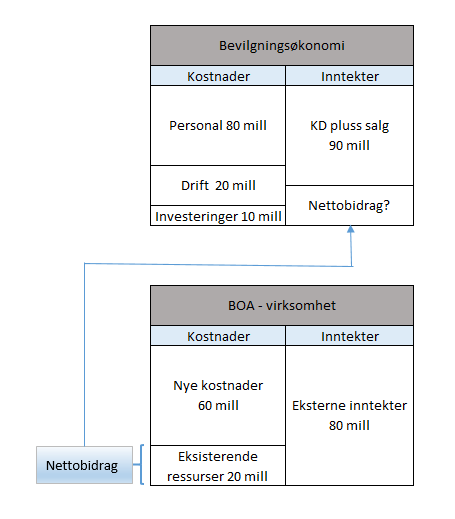 Bevilgningsøkonomi
Kostnader
Inntekter
Personal 80 mill
KD pluss salg
90 mill
Drift 20 mill
Nettobidrag?
Investeringer 10 mill
BOA - virksomhet
Kostnader
Inntekter
Nye kostnader
60 mill
Eksterne inntekter
80 mill
Eksisterende
ressurser 20 mill
Nettobidrag